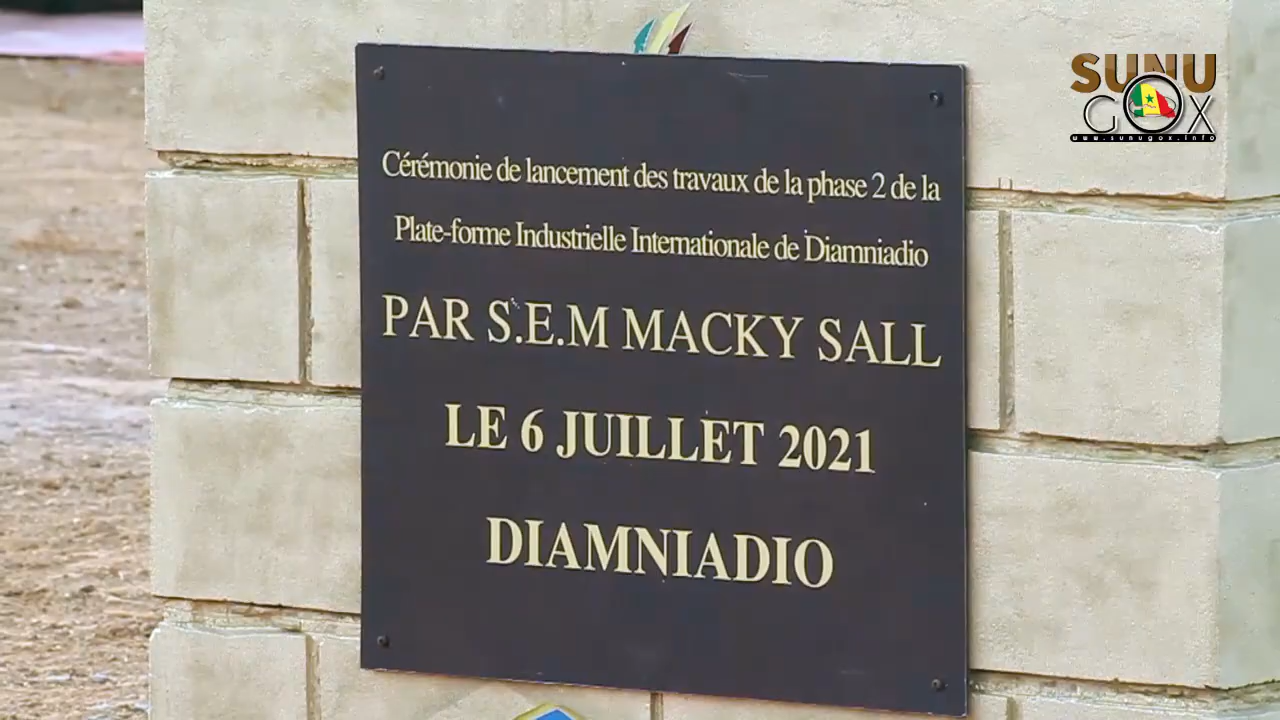 SUNU
GOX
www.sunugox.info
Cérémonie de lancement des travaux de la phase 2 de la
Plate-forme Industrielle Internationale de Diamniadio
PAR S.E.M MACKY SALL
LE 6 JUILLET 2021
DIAMNIADIO